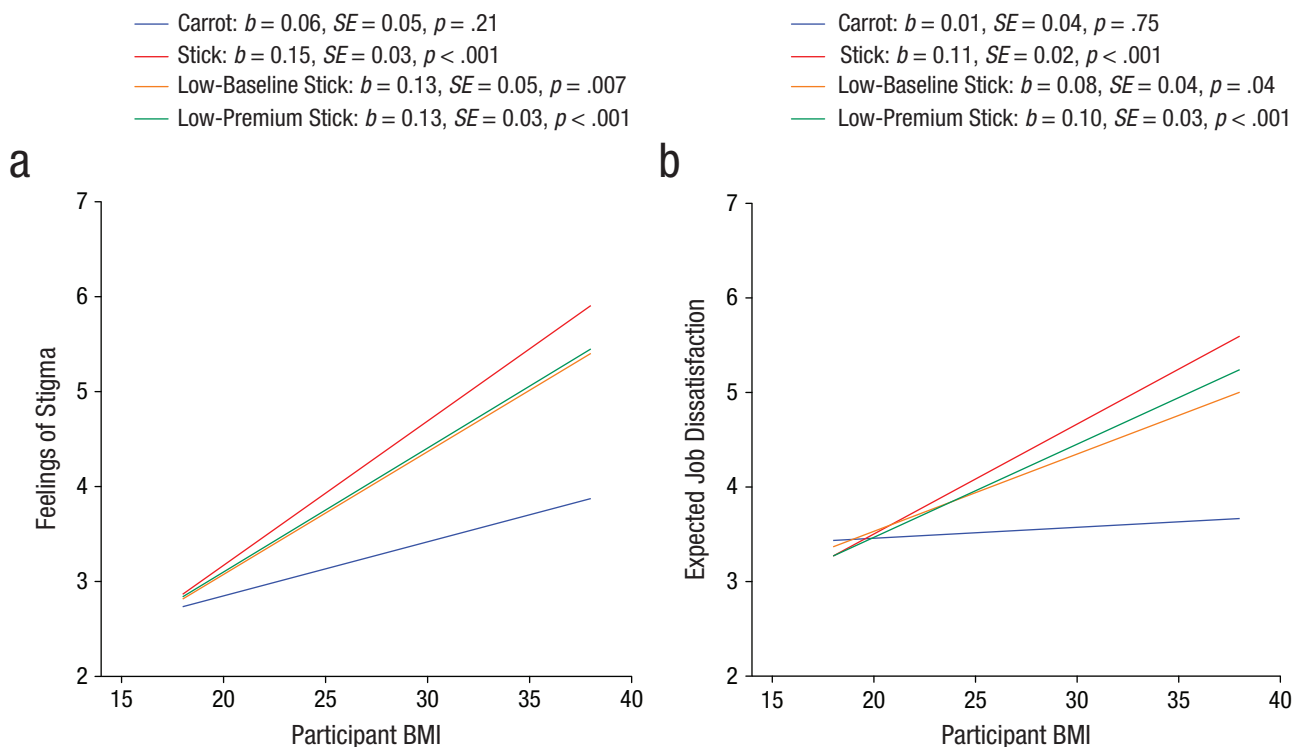 Carrot: b = 0.06, SE = 0.05, p = .21
Stick: b = 0.15, SE = 0.03, p < .001
Low-Baseline Stick: b = 0.13, SE = 0.05, p = .007
Low-Premium Stick: b = 0.13, SE = 0.03, p < .001
a
7
6
5
4
3
2
Feelings of Stigma
15 20 25 30 35 40
Participant BMI
Carrot: b = 0.01, SE = 0.04, p = .75
Stick: b = 0.11, SE = 0.02, p < .001
Low-Baseline Stick: b = 0.08, SE = 0.04, p = .04
Low-Premium Stick: b = 0.10, SE = 0.03, p < .001
b
7
6
5
4
3
2
Expected Job Dissatisfaction
15 20 25 30 35 40
Participant BMI